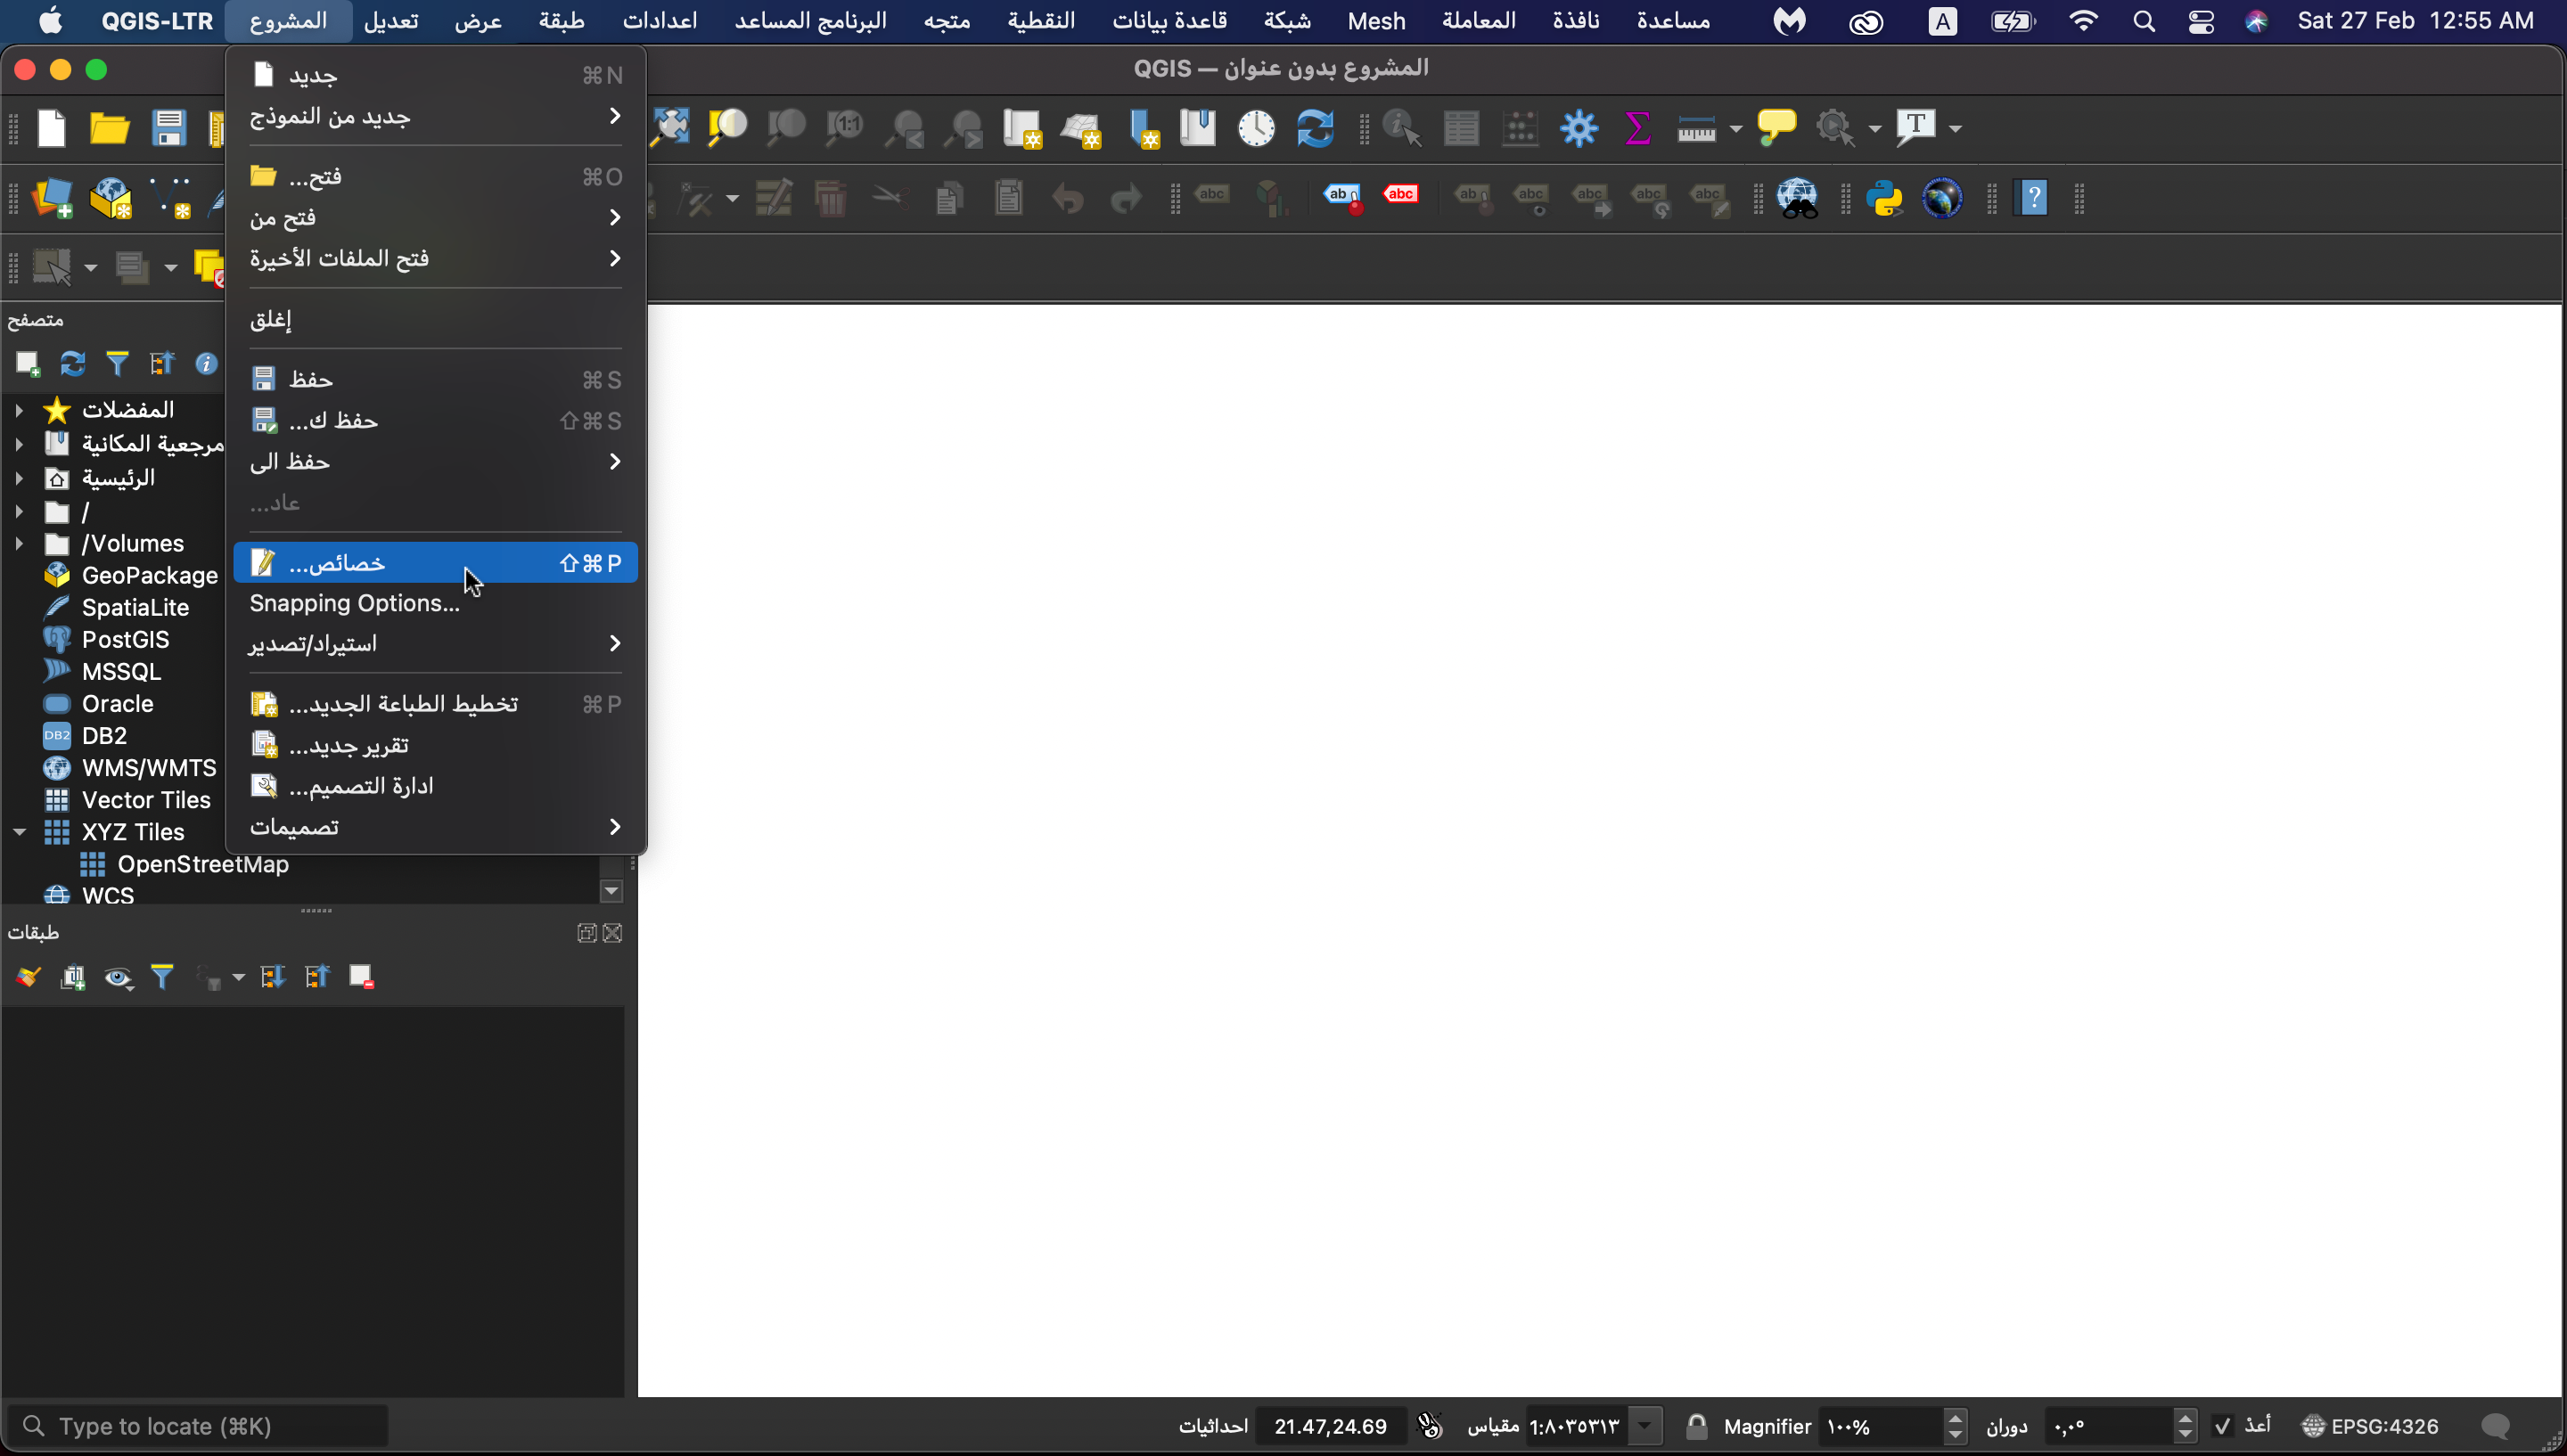 QGIS-LTR المشروع تعديل عرض طبقة اعدادات البرنامج المساعد متجه النقطية قاعدة بيانات شبكة Mesh المعاملة نافذة مساعدة A Sat 27 Feb 12:55 AM
المشروع بدون عنوان — QGIS
جديد ⌘N
جديد من النموذج
فتح... ⌘O
فتح من
فتح الملفات الأخيرة
إغلق
حفظ ⌘S
حفظ ك... ⇧⌘S
حفظ الى
عاد...
خصائص... ⇧⌘P
Snapping Options...
استيراد/تصدير
تخطيط الطباعة الجديد... ⌘P
تقرير جديد...
ادارة التصميم...
تصميمات
1:1
T
abc ab abc ab abc abc abc abc
?
متصفح
المفضلات
مرجعية المكانية
الرئيسية
/
/Volumes
GeoPackage
SpatiaLite
PostGIS
MSSQL
Oracle
DB2 DB2
WMS/WMTS
Vector Tiles
XYZ Tiles
OpenStreetMap
WCS
طبقات
Type to locate (⌘K)
احداثيات 21.47,24.69 مقياس ١:٨٠٣٥٣١٣ Magnifier ١٠٠% دوران ٠,٠° أعدْ EPSG:4326